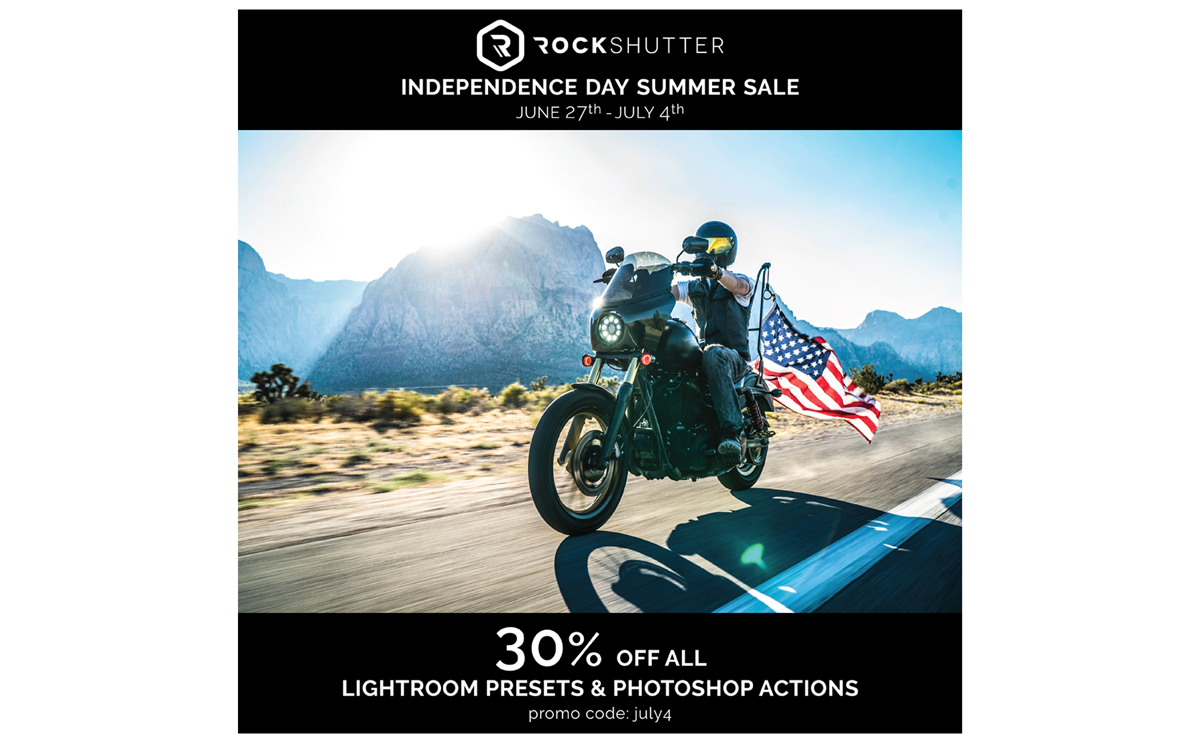 ROCKSHUTTER
INDEPENDENCE DAY SUMMER SALE
JUNE 27th - JULY 4th
30% OFF ALL
LIGHTROOM PRESETS & PHOTOSHOP ACTIONS
promo code: july4